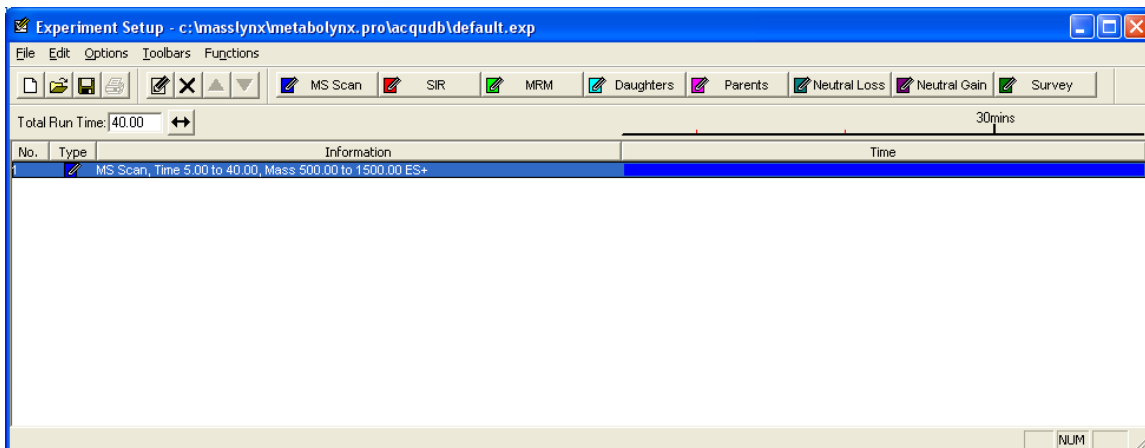 Experiment Setup - c:\masslynx\metabolynx.pro\acqudb\default.exp
File Edit Options Toolbars Functions
MS Scan SIR MRM Daughters Parents Neutral Loss Neutral Gain Survey
Total Run Time: 40.00 30mins
No. Type Information Time
1 MS Scan, Time 5.00 to 40.00, Mass 500.00 to 1500.00 ES+
NUM